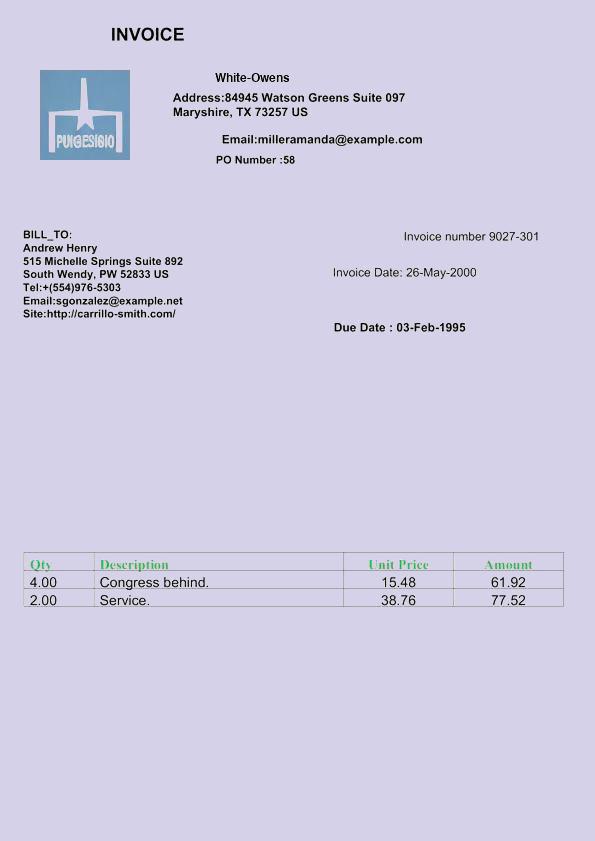 INVOICE
White-Owens
Address:84945 Watson Greens Suite 097
Maryshire, TX 73257 US
PUIGESIGIO
Email:milleramanda@example.com
PO Number :58
BILL_TO:
Andrew Henry
515 Michelle Springs Suite 892
South Wendy, PW 52833 US
Tel:+(554)976-5303
Email:sgonzalez@example.net
Site:http://carrillo-smith.com/
Invoice number 9027-301
Invoice Date: 26-May-2000
Due Date : 03-Feb-1995
Qty Description Unit Price Amount
4.00 Congress behind. 15.48 61.92
2.00 Service. 38.76 77.52